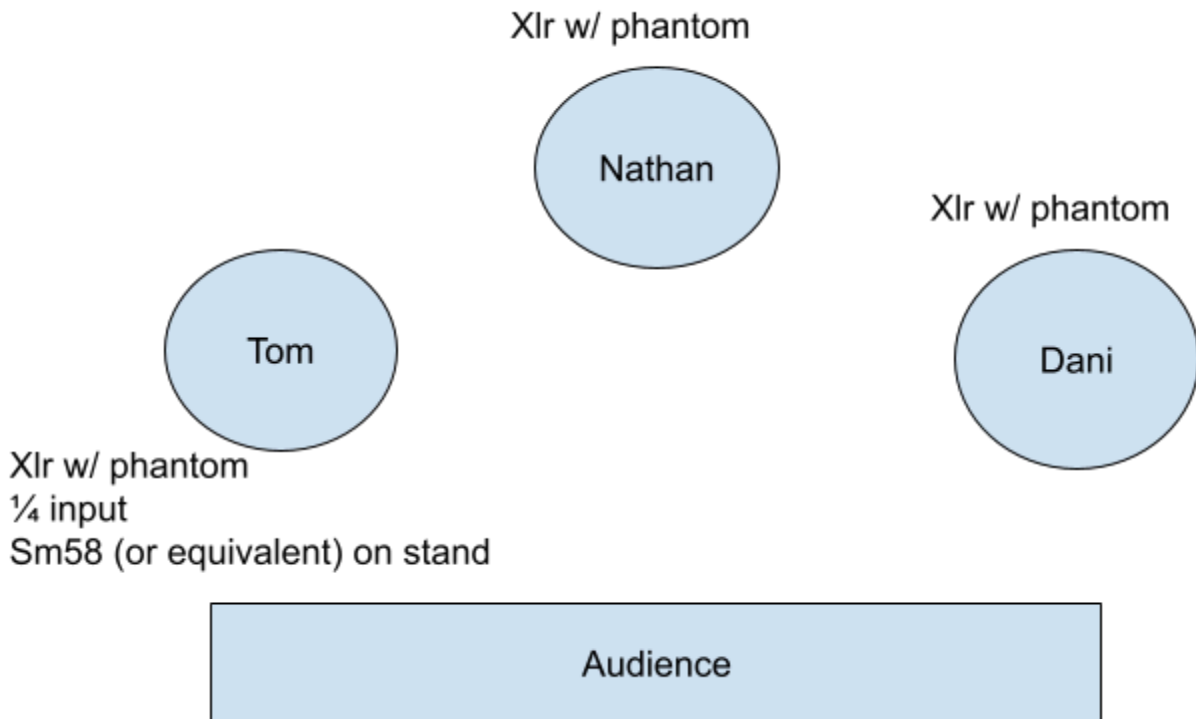 Xlr w/ phantom
Nathan
Xlr w/ phantom
Tom
Dani
Xlr w/ phantom
¼ input
Sm58 (or equivalent) on stand
Audience